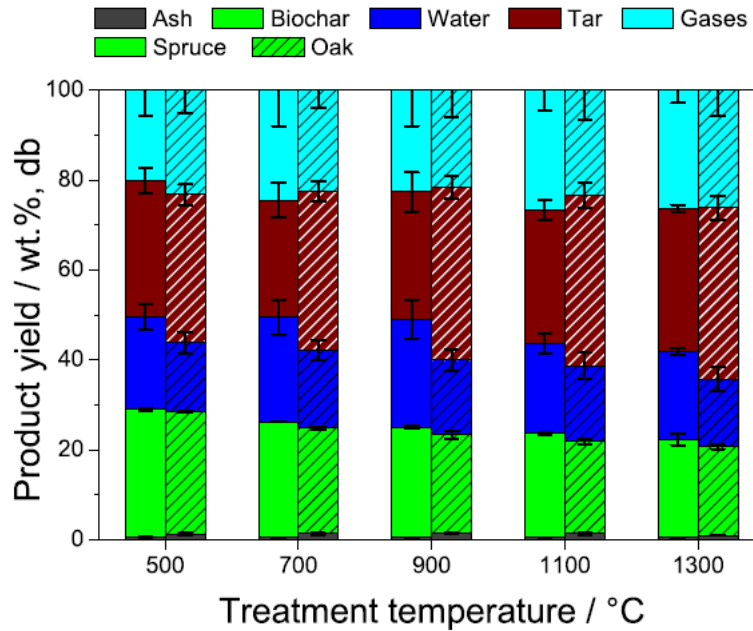 Ash Biochar Water Tar Gases
Spruce Oak
100
80
60
40
20
0
Product yield / wt.%, db
500 700 900 1100 1300
Treatment temperature / °C